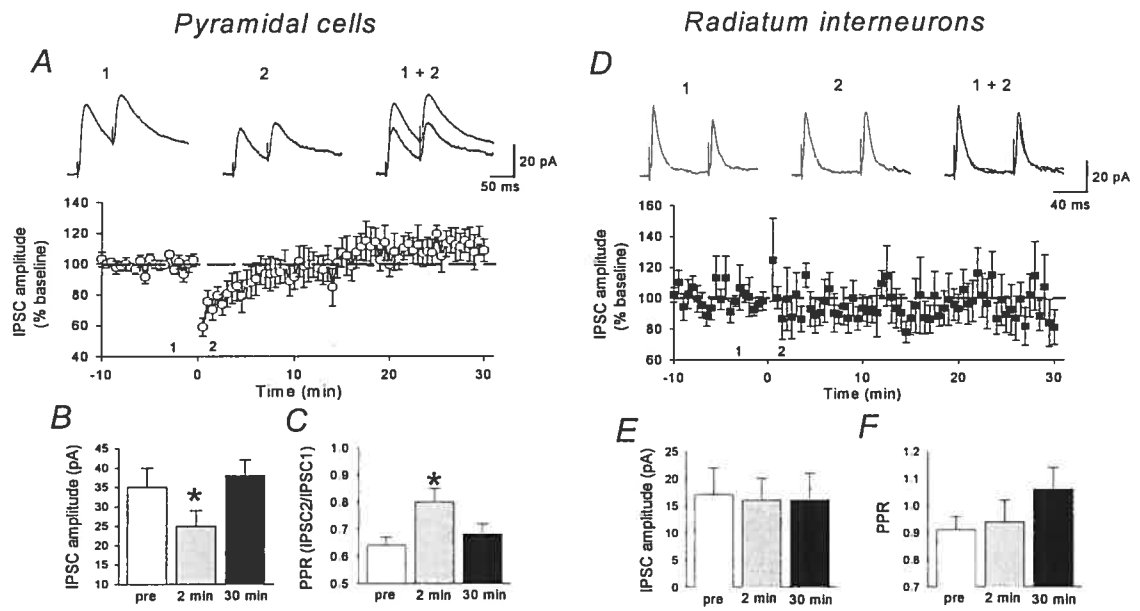 Pyramidal cells
A
1 2 1 + 2
20 pA
50 ms
IPSC amplitude
(% baseline)
140
120
100
80
60
40
1 2
-10 0 10 20 30
Time (min)
B
IPSC amplitude (pA)
45
40
35
30
25
20
15
10
*
pre 2 min 30 min
C
PPR (IPSC2/IPSC1)
1.0
0.9
0.8
0.7
0.6
0.5
*
pre 2 min 30 min
Radiatum interneurons
D
1 2 1 + 2
20 pA
40 ms
IPSC amplitude
(% baseline)
160
140
120
100
80
60
1 2
-10 0 10 20 30
Time (min)
E
IPSC amplitude (pA)
25
20
15
10
5
0
pre 2 min 30 min
F
PPR
1.2
1.1
1.0
0.9
0.8
0.7
pre 2 min 30 min